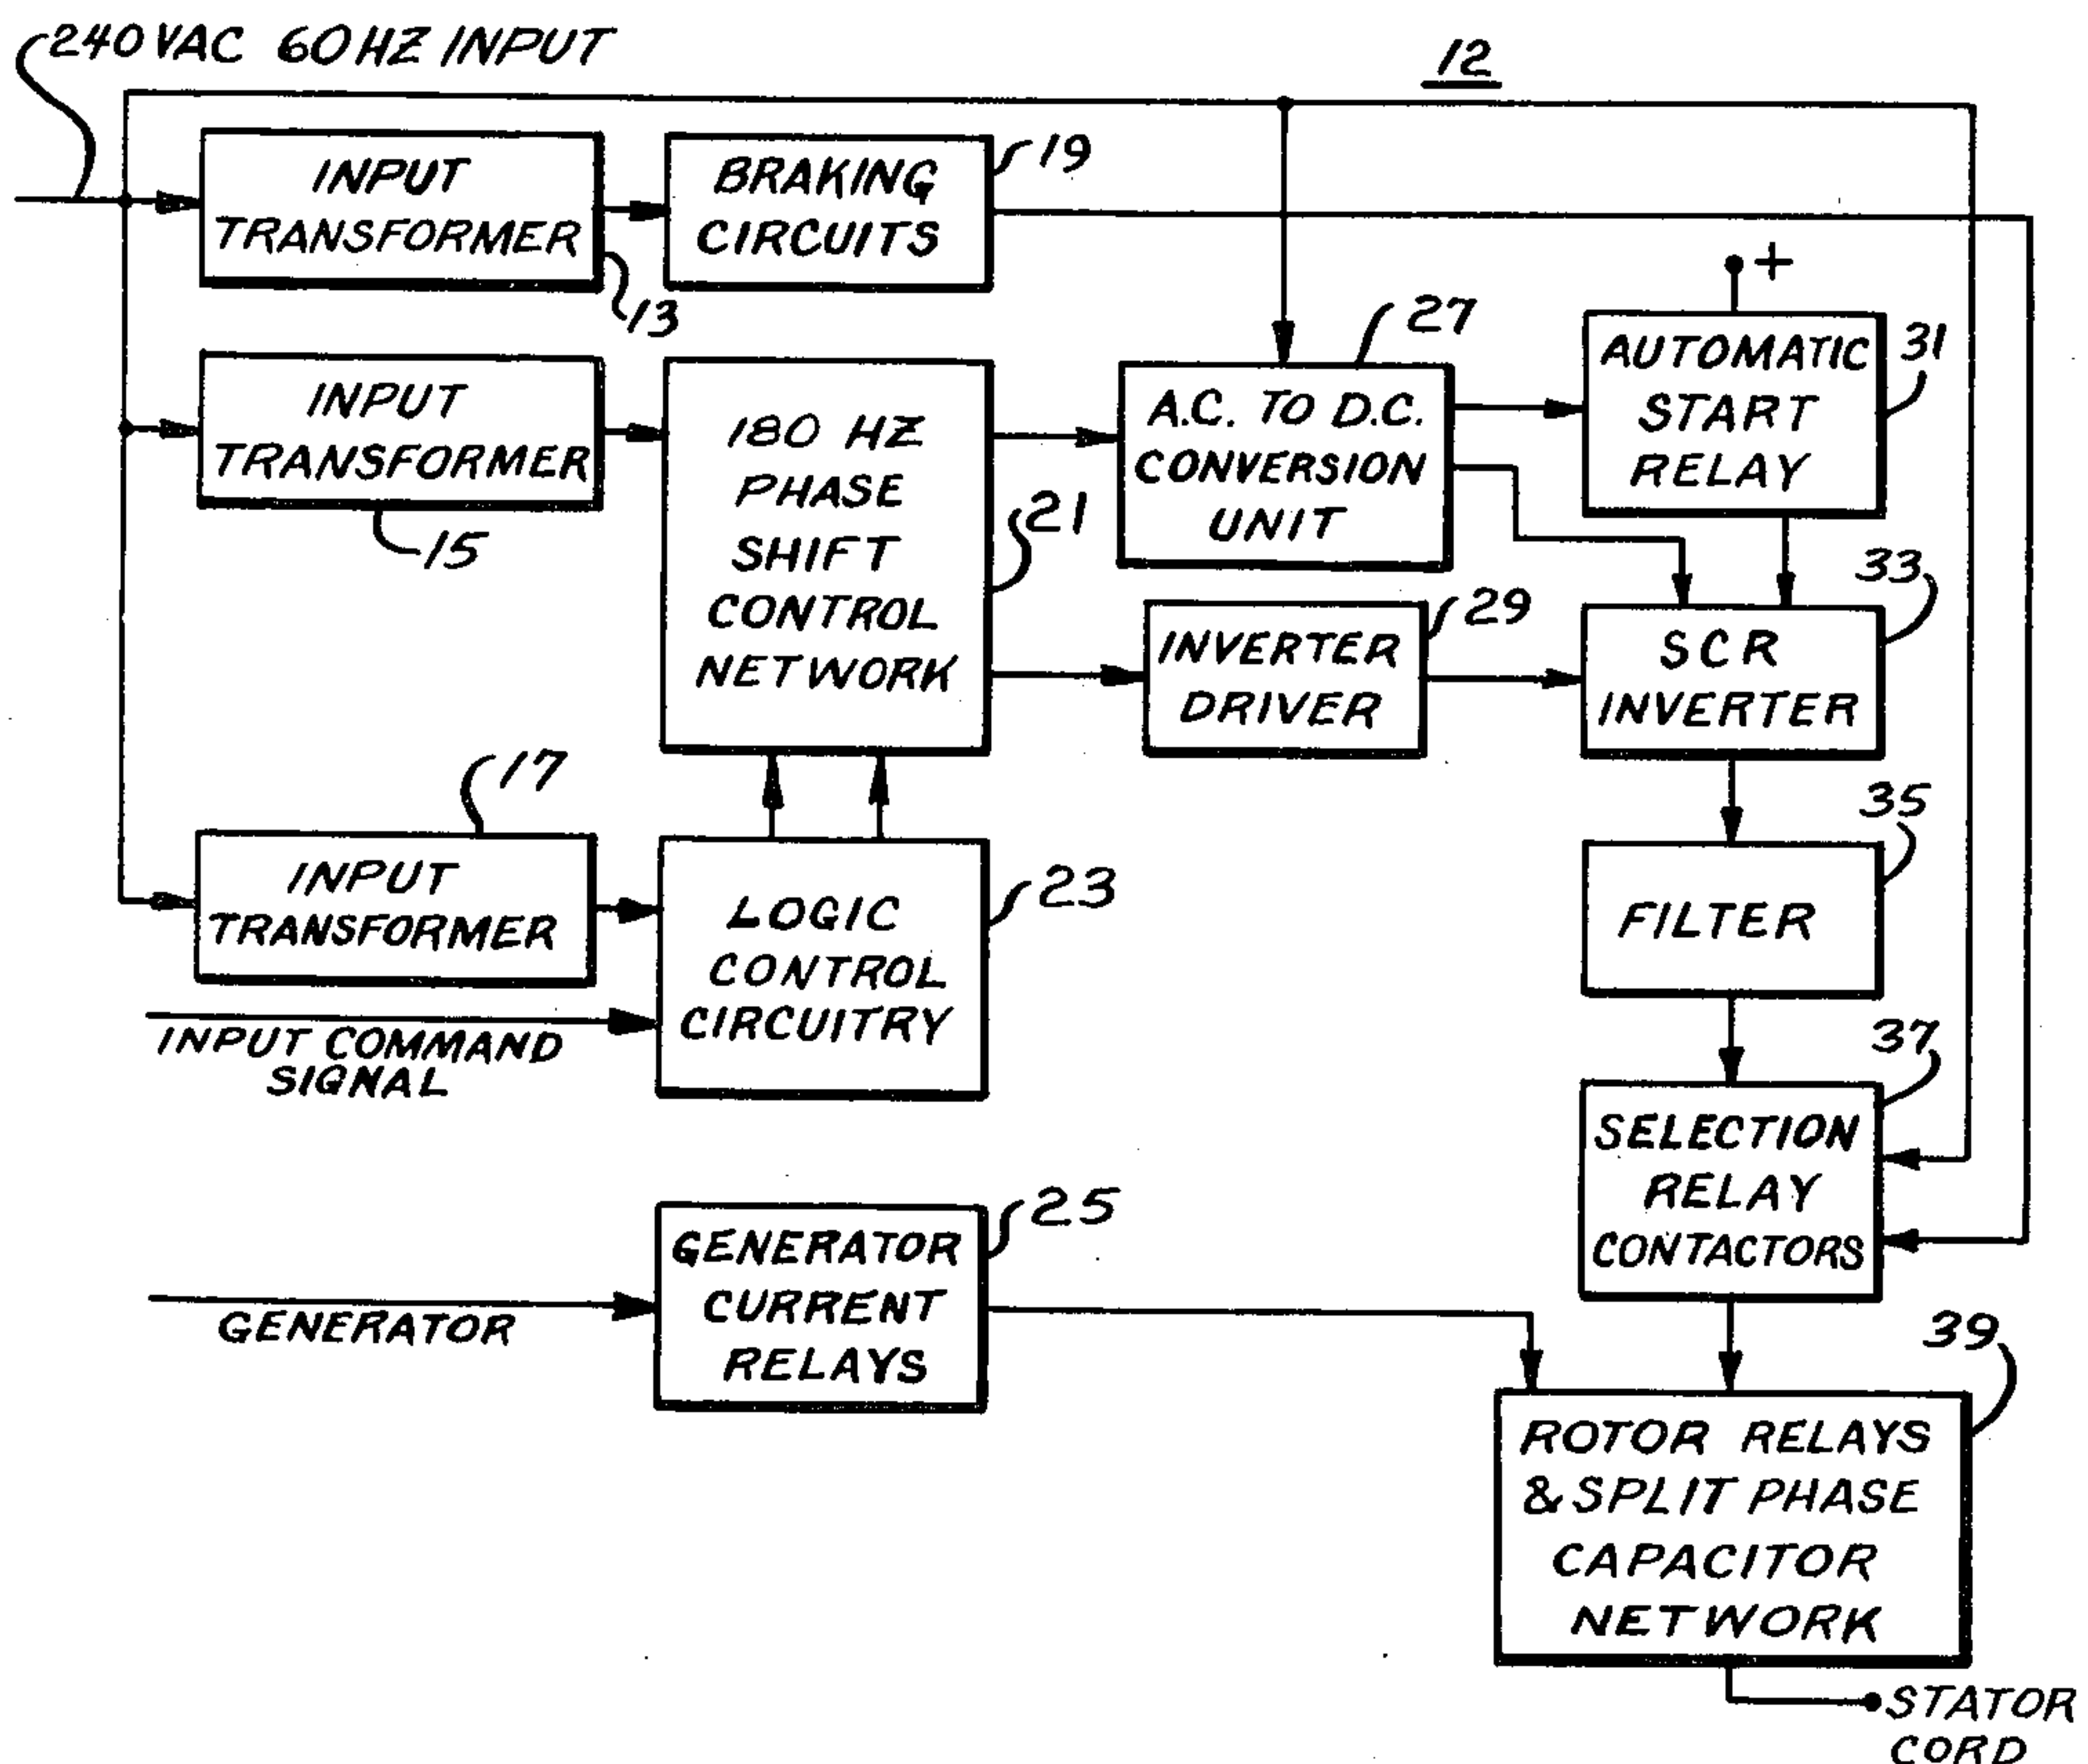 240 VAC 60 HZ INPUT
12
INPUT
TRANSFORMER
13
BRAKING
CIRCUITS
19
INPUT
TRANSFORMER
15
180 HZ
PHASE
SHIFT
CONTROL
NETWORK
21
A.C. TO D.C.
CONVERSION
UNIT
27
+
AUTOMATIC
START
RELAY
31
INVERTER
DRIVER
29
SCR
INVERTER
33
INPUT
TRANSFORMER
17
INPUT COMMAND
SIGNAL
LOGIC
CONTROL
CIRCUITRY
23
FILTER
35
SELECTION
RELAY
CONTACTORS
37
GENERATOR
GENERATOR
CURRENT
RELAYS
25
ROTOR RELAYS
& SPLIT PHASE
CAPACITOR
NETWORK
39
STATOR
CORD